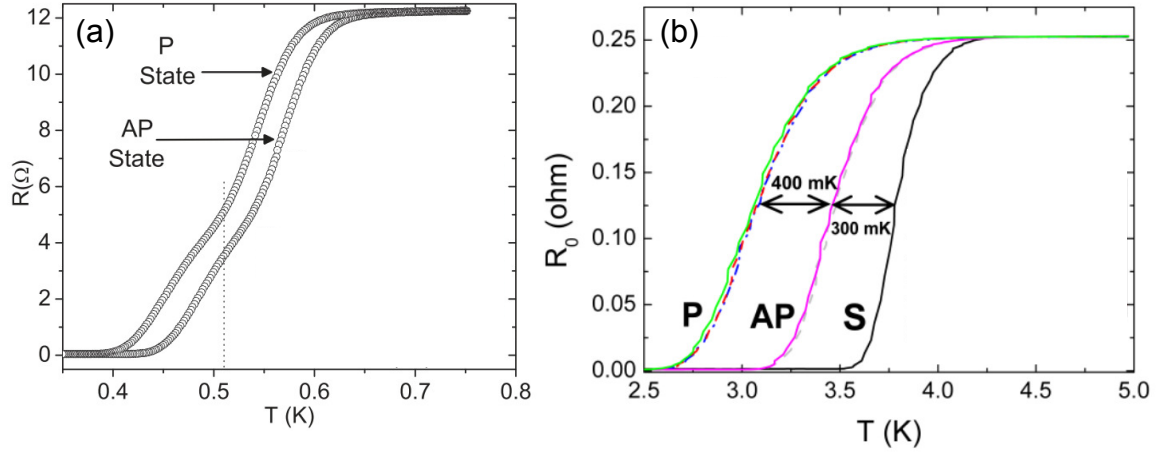 (a)
P
State
AP
State
R(Ω)
12
10
8
6
4
2
0
0.4 0.5 0.6 0.7 0.8
T (K)
(b)
R₀ (ohm)
0.25
0.20
0.15
0.10
0.05
0.00
400 mK
300 mK
P AP S
2.5 3.0 3.5 4.0 4.5 5.0
T (K)